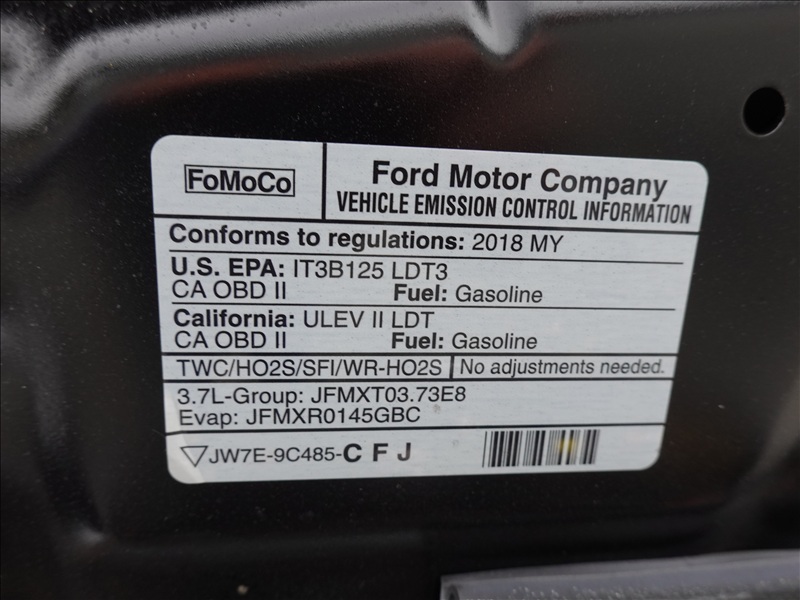 FoMoCo
Ford Motor Company
VEHICLE EMISSION CONTROL INFORMATION
Conforms to regulations: 2018 MY
U.S. EPA: IT3B125 LDT3
CA OBD II Fuel: Gasoline
California: ULEV II LDT
CA OBD II Fuel: Gasoline
TWC/HO2S/SFI/WR-HO2S No adjustments needed.
3.7L-Group: JFMXT03.73E8
Evap: JFMXR0145GBC
JW7E-9C485-C F J